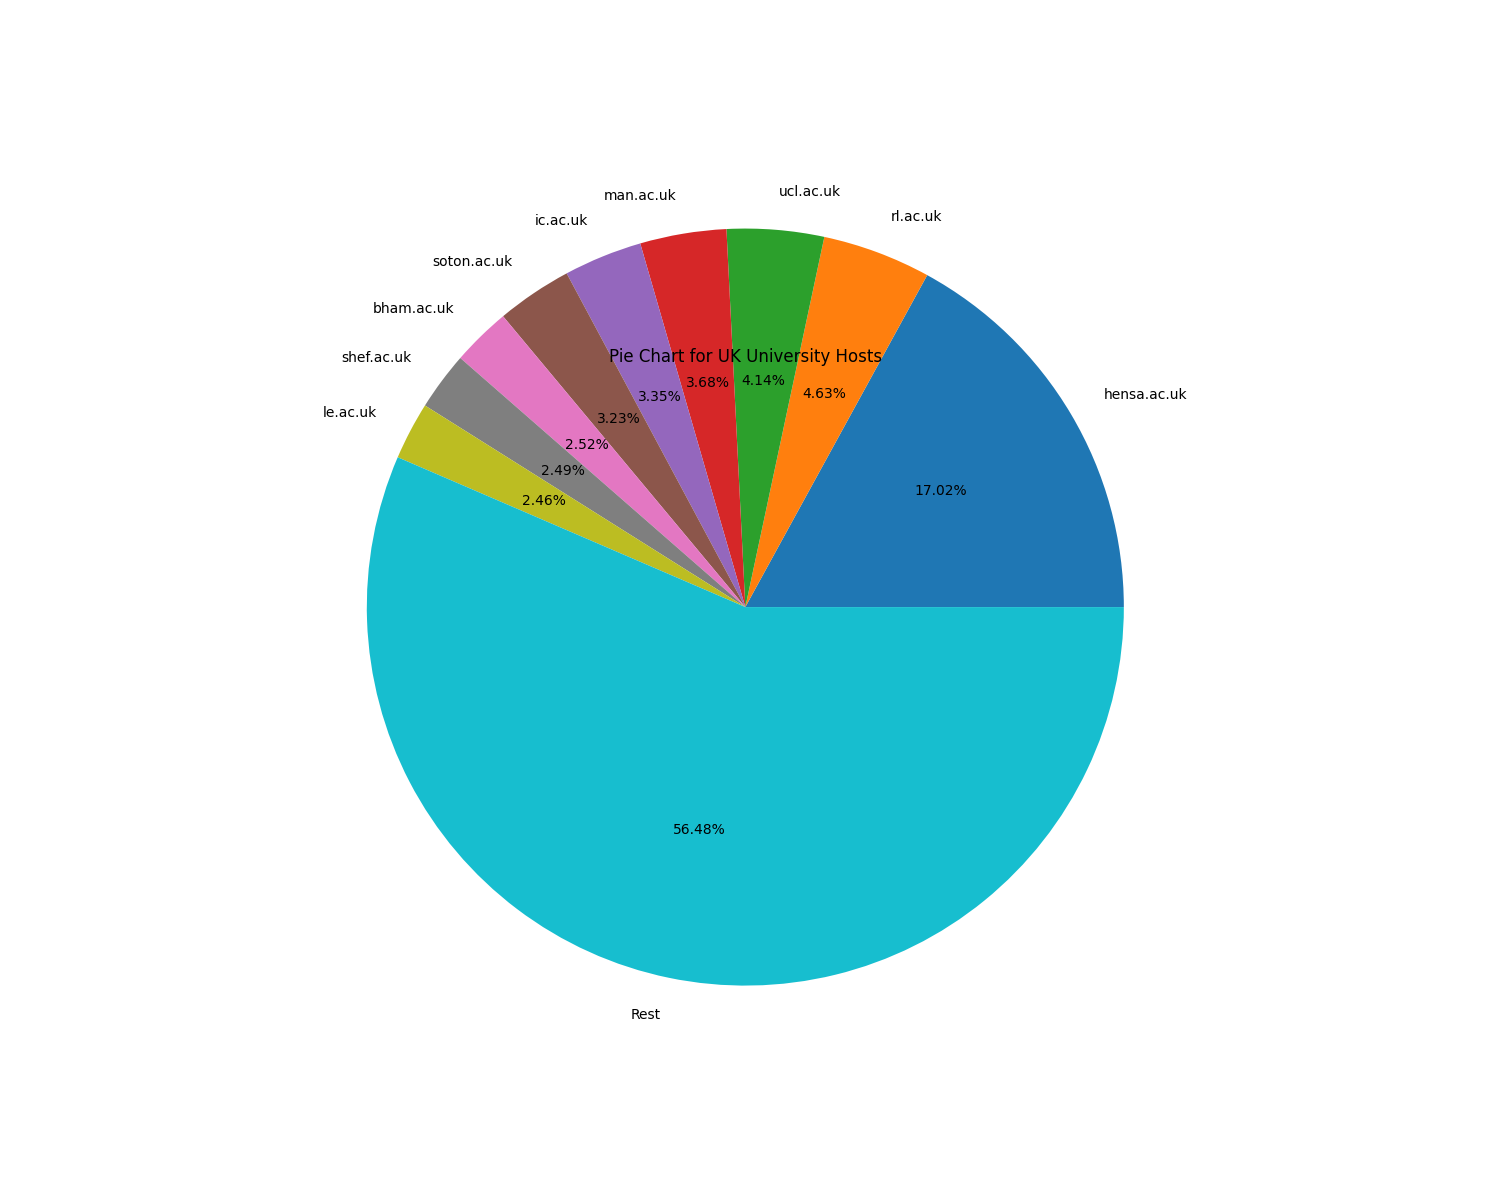 man.ac.uk
ucl.ac.uk
ic.ac.uk
rl.ac.uk
soton.ac.uk
bham.ac.uk
shef.ac.uk
le.ac.uk
hensa.ac.uk
Pie Chart for UK University Hosts
3.68%
4.14%
3.35%
4.63%
3.23%
2.52%
2.49%
2.46%
17.02%
56.48%
Rest